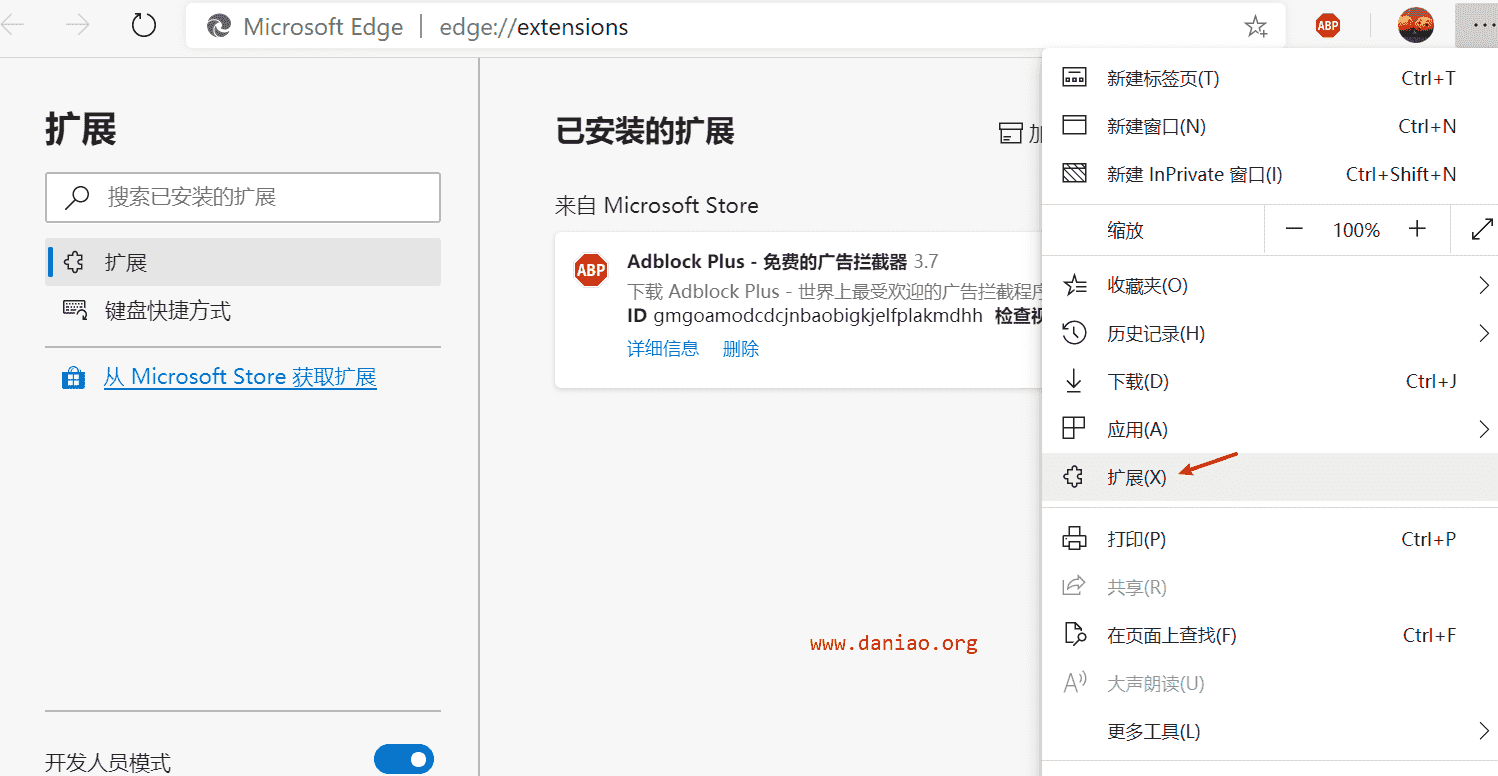 Microsoft Edge | edge://extensions
ABP
扩展
搜索已安装的扩展
扩展
键盘快捷方式
从 Microsoft Store 获取扩展
开发人员模式
已安装的扩展
来自 Microsoft Store
ABP
Adblock Plus - 免费的广告拦截器 3.7
下载 Adblock Plus - 世界上最受欢迎的广告拦截程序
ID gmgoamodcdcjnbaobigkjelfplakmdhh 检查视
详细信息 删除
www.daniao.org
新建标签页(T) Ctrl+T
新建窗口(N) Ctrl+N
新建 InPrivate 窗口(I) Ctrl+Shift+N
缩放 100%
收藏夹(O)
历史记录(H)
下载(D) Ctrl+J
应用(A)
扩展(X)
打印(P) Ctrl+P
共享(R)
在页面上查找(F) Ctrl+F
大声朗读(U)
更多工具(L)